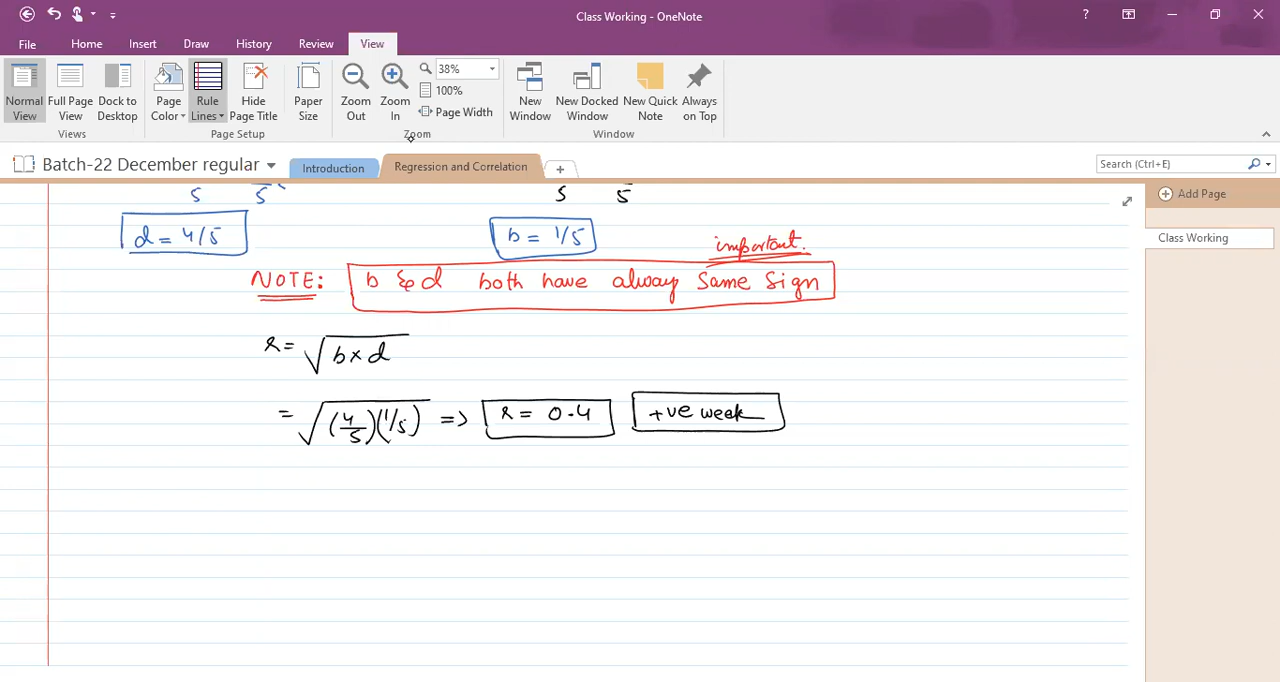 Class Working - OneNote
?
File Home Insert Draw History Review View
Normal View
Full Page View
Dock to Desktop
Page Color
Rule Lines
Hide Page Title
Paper Size
Zoom Out
Zoom In
38%
100%
Page Width
New Window
New Docked Window
New Quick Note
Always on Top
Views Page Setup Zoom Window
Batch-22 December regular Introduction Regression and Correlation +
Search (Ctrl+E)
Add Page
Class Working
5 5 5 5
d = 4/5 b = 1/5
important.
NOTE: b & d both have alway Same Sign
r = √(b × d)
= √((4/5)(1/5)) => r = 0.4 +ve week